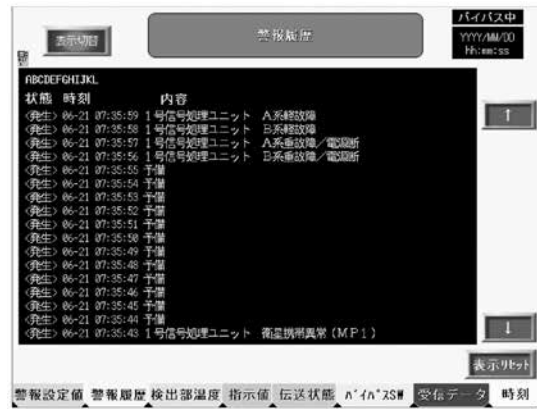 バイパス中
表示切替
警報履歴
YYYY/MM/DD
hh:mm:ss
ABCDEFGHIJKL
状態 時刻 内容
<発生> 06-21 07:35:59 1号信号処理ユニット A系軽故障
<発生> 06-21 07:35:58 1号信号処理ユニット B系軽故障
<発生> 06-21 07:35:57 1号信号処理ユニット A系重故障/電源断
<発生> 06-21 07:35:56 1号信号処理ユニット B系重故障/電源断
<発生> 06-21 07:35:55 予備
<発生> 06-21 07:35:54 予備
<発生> 06-21 07:35:53 予備
<発生> 06-21 07:35:52 予備
<発生> 06-21 07:35:51 予備
<発生> 06-21 07:35:50 予備
<発生> 06-21 07:35:49 予備
<発生> 06-21 07:35:48 予備
<発生> 06-21 07:35:47 予備
<発生> 06-21 07:35:46 予備
<発生> 06-21 07:35:45 予備
<発生> 06-21 07:35:44 予備
<発生> 06-21 07:35:43 1号信号処理ユニット 衛星携帯異常(MP1)
↑
↓
表示リセット
警報設定値 警報履歴 検出部温度 指示値 伝送状態 バイパスSW 受信データ 時刻